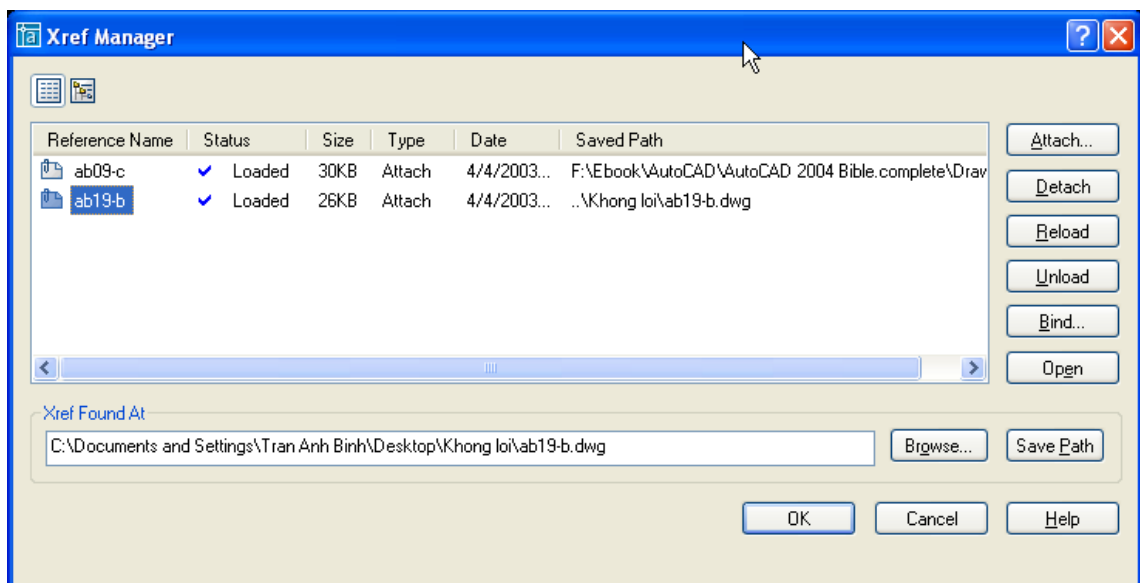 Xref Manager
Reference Name Status Size Type Date Saved Path
ab09-c Loaded 30KB Attach 4/4/2003... F:\Ebook\AutoCAD\AutoCAD 2004 Bible.complete\Draw
ab19-b Loaded 26KB Attach 4/4/2003... ..\Khong loi\ab19-b.dwg
Attach...
Detach
Reload
Unload
Bind...
Open
Xref Found At
C:\Documents and Settings\Tran Anh Binh\Desktop\Khong loi\ab19-b.dwg Browse... Save Path
OK Cancel Help